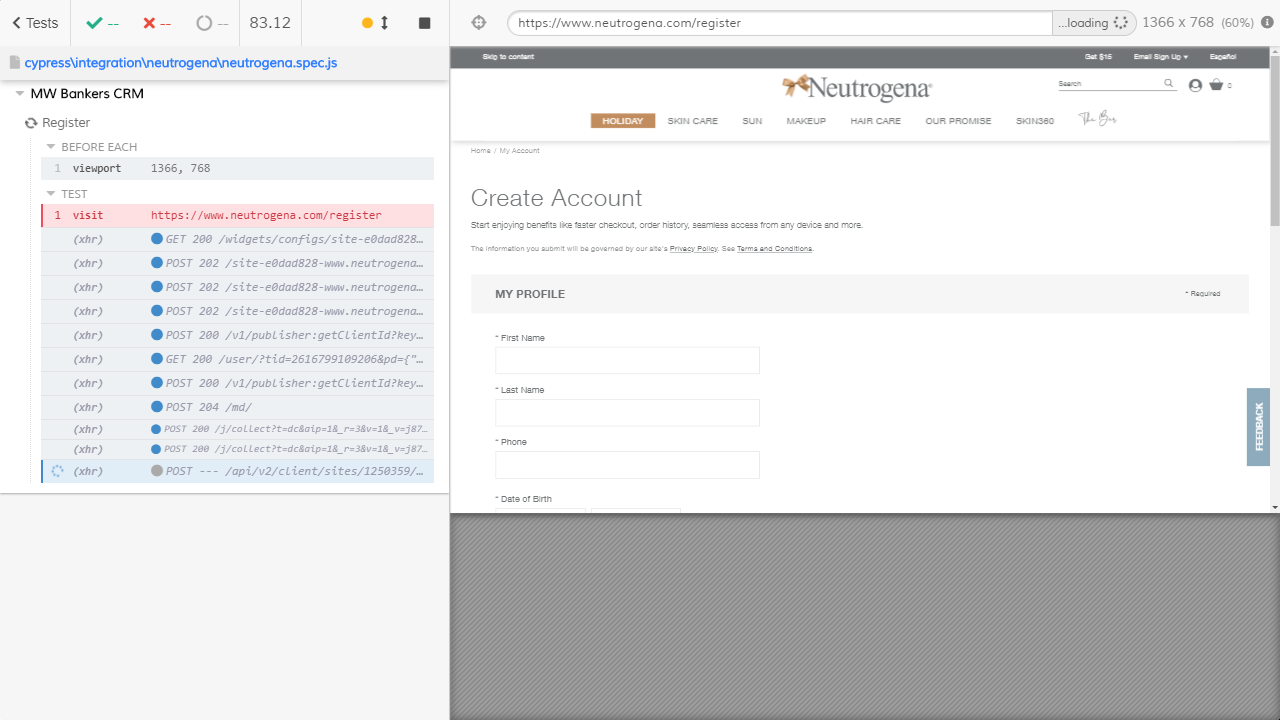 Tests
--
--
--
83.12
cypress\integration\neutrogena\neutrogena.spec.js
MW Bankers CRM
Register
BEFORE EACH
1 viewport 1366, 768
TEST
1 visit https://www.neutrogena.com/register
(xhr) GET 200 /widgets/configs/site-e0dad828…
(xhr) POST 202 /site-e0dad828-www.neutrogena…
(xhr) POST 202 /site-e0dad828-www.neutrogena…
(xhr) POST 202 /site-e0dad828-www.neutrogena…
(xhr) POST 200 /v1/publisher:getClientId?key…
(xhr) GET 200 /user/?tid=2616799109206&pd={"…
(xhr) POST 200 /v1/publisher:getClientId?key…
(xhr) POST 204 /md/
(xhr) POST 200 /j/collect?t=dc&aip=1&_r=3&v=1&_v=j87…
(xhr) POST 200 /j/collect?t=dc&aip=1&_r=3&v=1&_v=j87…
(xhr) POST --- /api/v2/client/sites/1250359/…
https://www.neutrogena.com/register
...loading
1366 x 768 (60%)
Skip to content
Get $15
Email Sign Up
Español
Neutrogena®
Search
0
HOLIDAY
SKIN CARE
SUN
MAKEUP
HAIR CARE
OUR PROMISE
SKIN360
The Bar
Home / My Account
Create Account
Start enjoying benefits like faster checkout, order history, seamless access from any device and more.
The information you submit will be governed by our site's Privacy Policy. See Terms and Conditions.
MY PROFILE
* Required
* First Name
* Last Name
* Phone
* Date of Birth
FEEDBACK